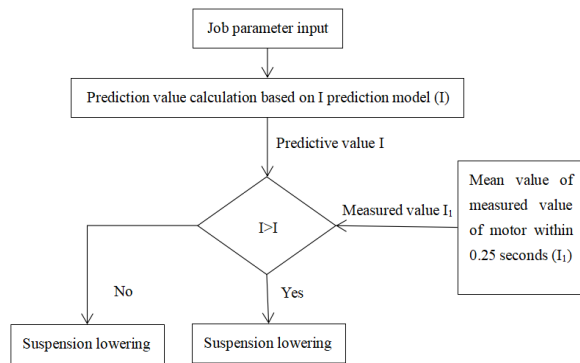 Job parameter input
Prediction value calculation based on I prediction model (I)
Predictive value I
Mean value of
measured value
of motor within
0.25 seconds (I₁)
Measured value I₁
I>I
No
Yes
Suspension lowering
Suspension lowering